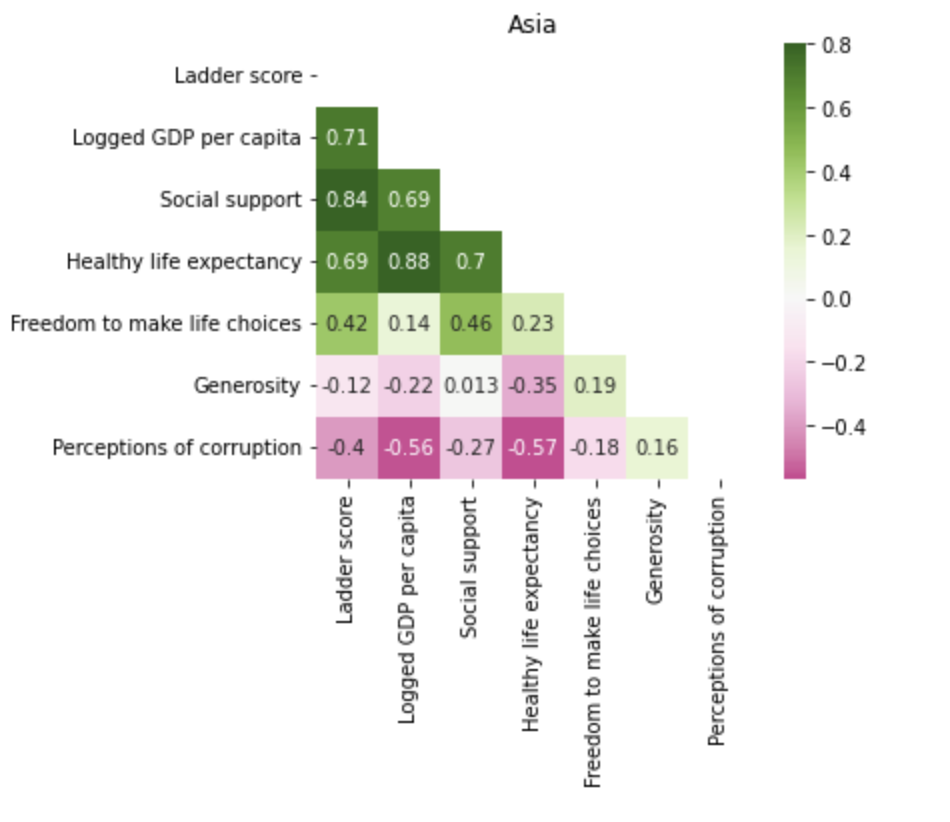 Asia
Ladder score
Logged GDP per capita 0.71
Social support 0.84 0.69
Healthy life expectancy 0.69 0.88 0.7
Freedom to make life choices 0.42 0.14 0.46 0.23
Generosity -0.12 -0.22 0.013 -0.35 0.19
Perceptions of corruption -0.4 -0.56 -0.27 -0.57 -0.18 0.16
Ladder score
Logged GDP per capita
Social support
Healthy life expectancy
Freedom to make life choices
Generosity
Perceptions of corruption
0.8
0.6
0.4
0.2
0.0
−0.2
−0.4